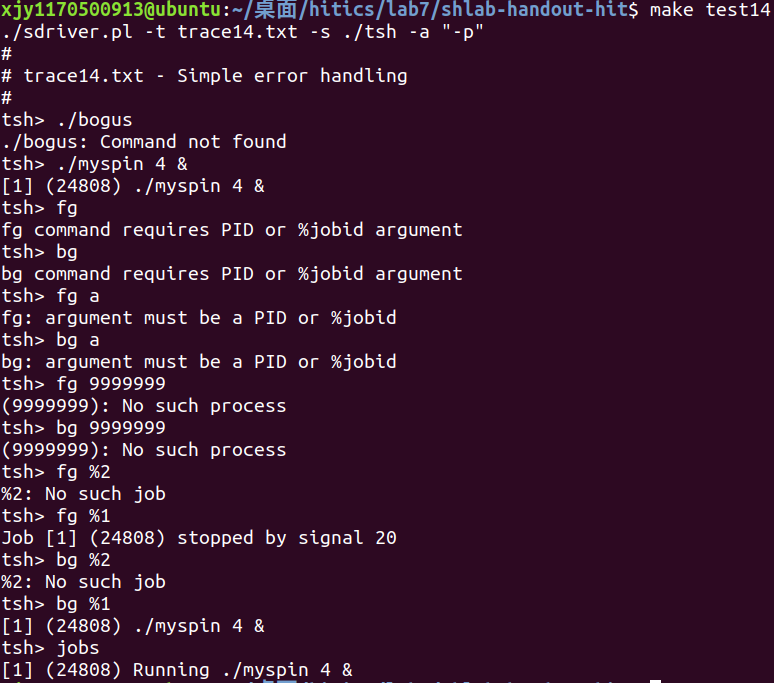 xjy1170500913@ubuntu:~/桌面/hitics/lab7/shlab-handout-hit$ make test14
./sdriver.pl -t trace14.txt -s ./tsh -a "-p"
#
# trace14.txt - Simple error handling
#
tsh> ./bogus
./bogus: Command not found
tsh> ./myspin 4 &
[1] (24808) ./myspin 4 &
tsh> fg
fg command requires PID or %jobid argument
tsh> bg
bg command requires PID or %jobid argument
tsh> fg a
fg: argument must be a PID or %jobid
tsh> bg a
bg: argument must be a PID or %jobid
tsh> fg 9999999
(9999999): No such process
tsh> bg 9999999
(9999999): No such process
tsh> fg %2
%2: No such job
tsh> fg %1
Job [1] (24808) stopped by signal 20
tsh> bg %2
%2: No such job
tsh> bg %1
[1] (24808) ./myspin 4 &
tsh> jobs
[1] (24808) Running ./myspin 4 &